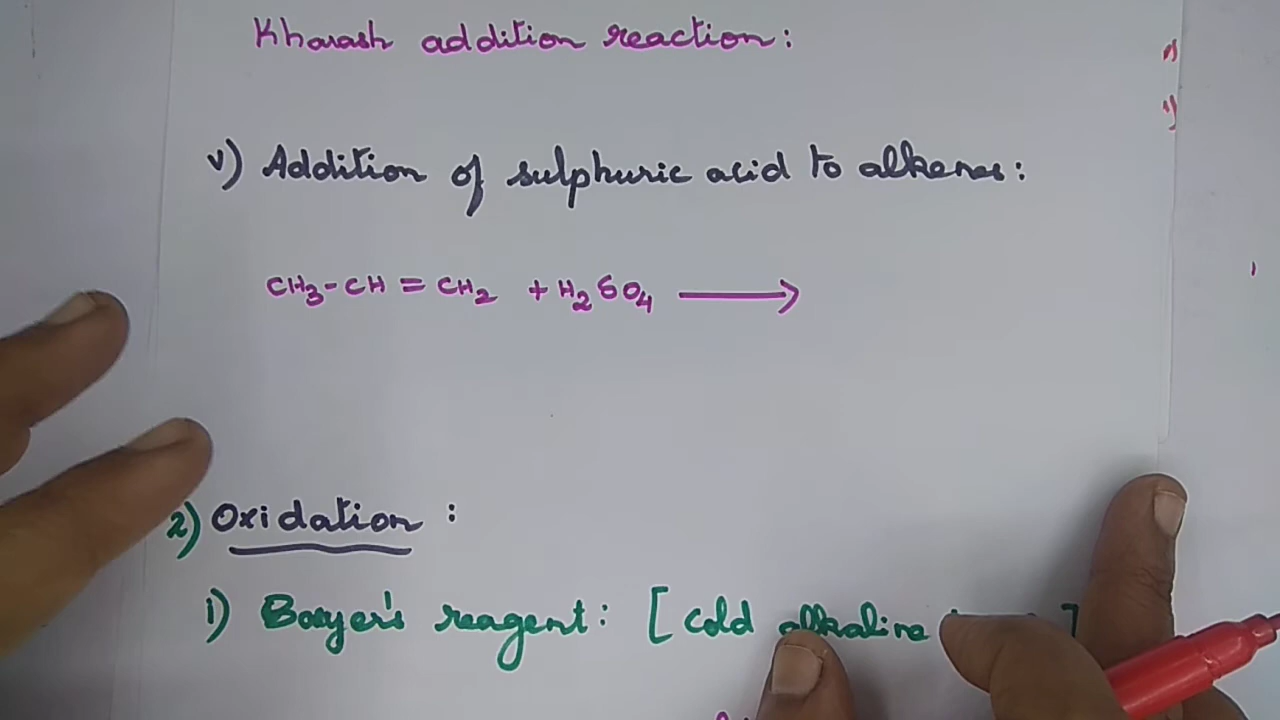 Kharash addition reaction:
v) Addition of sulphuric acid to alkenes:
CH₃-CH=CH₂ + H₂SO₄ ⟶
2) Oxidation :
i) Baeyer's reagent: [cold alkaline ]